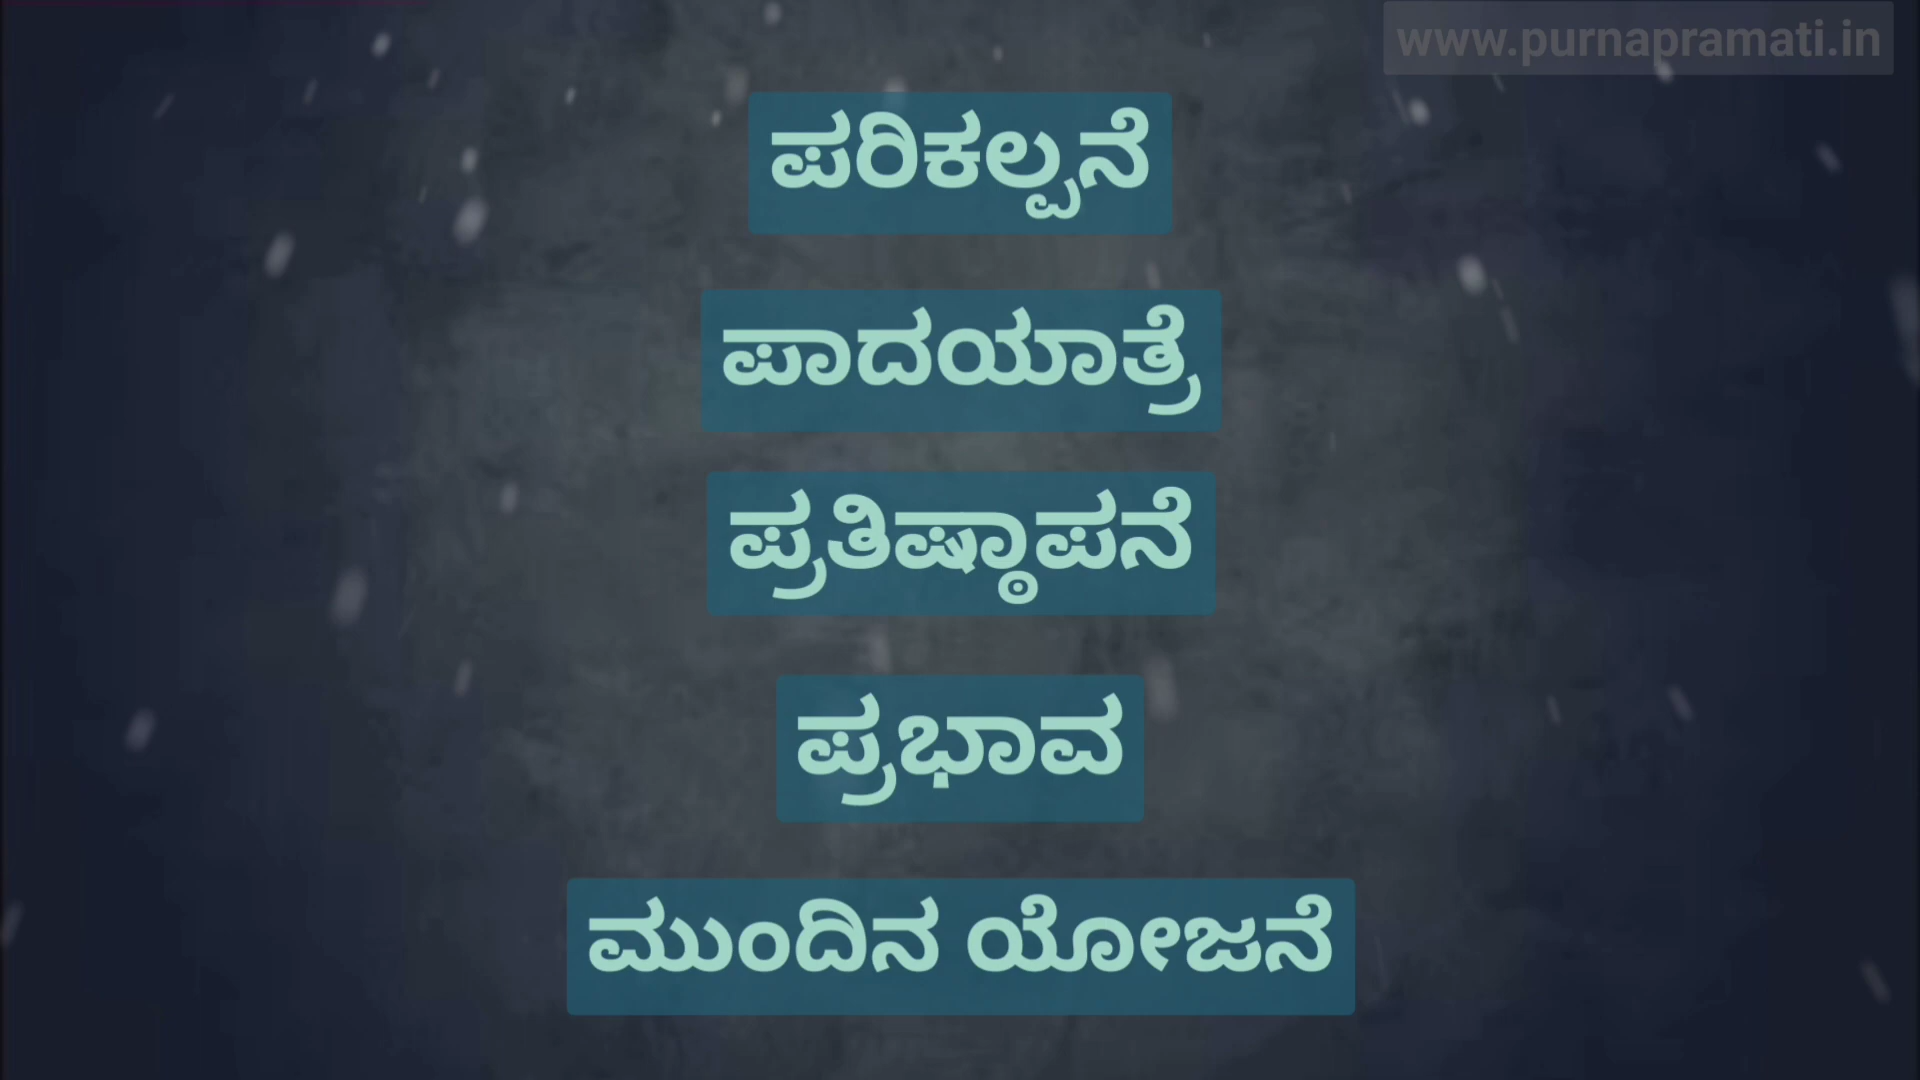 www.purnapramati.in
ಪರಿಕಲ್ಪನೆ
ಪಾದಯಾತ್ರೆ
ಪ್ರತಿಷ್ಠಾಪನೆ
ಪ್ರಭಾವ
ಮುಂದಿನ ಯೋಜನೆ